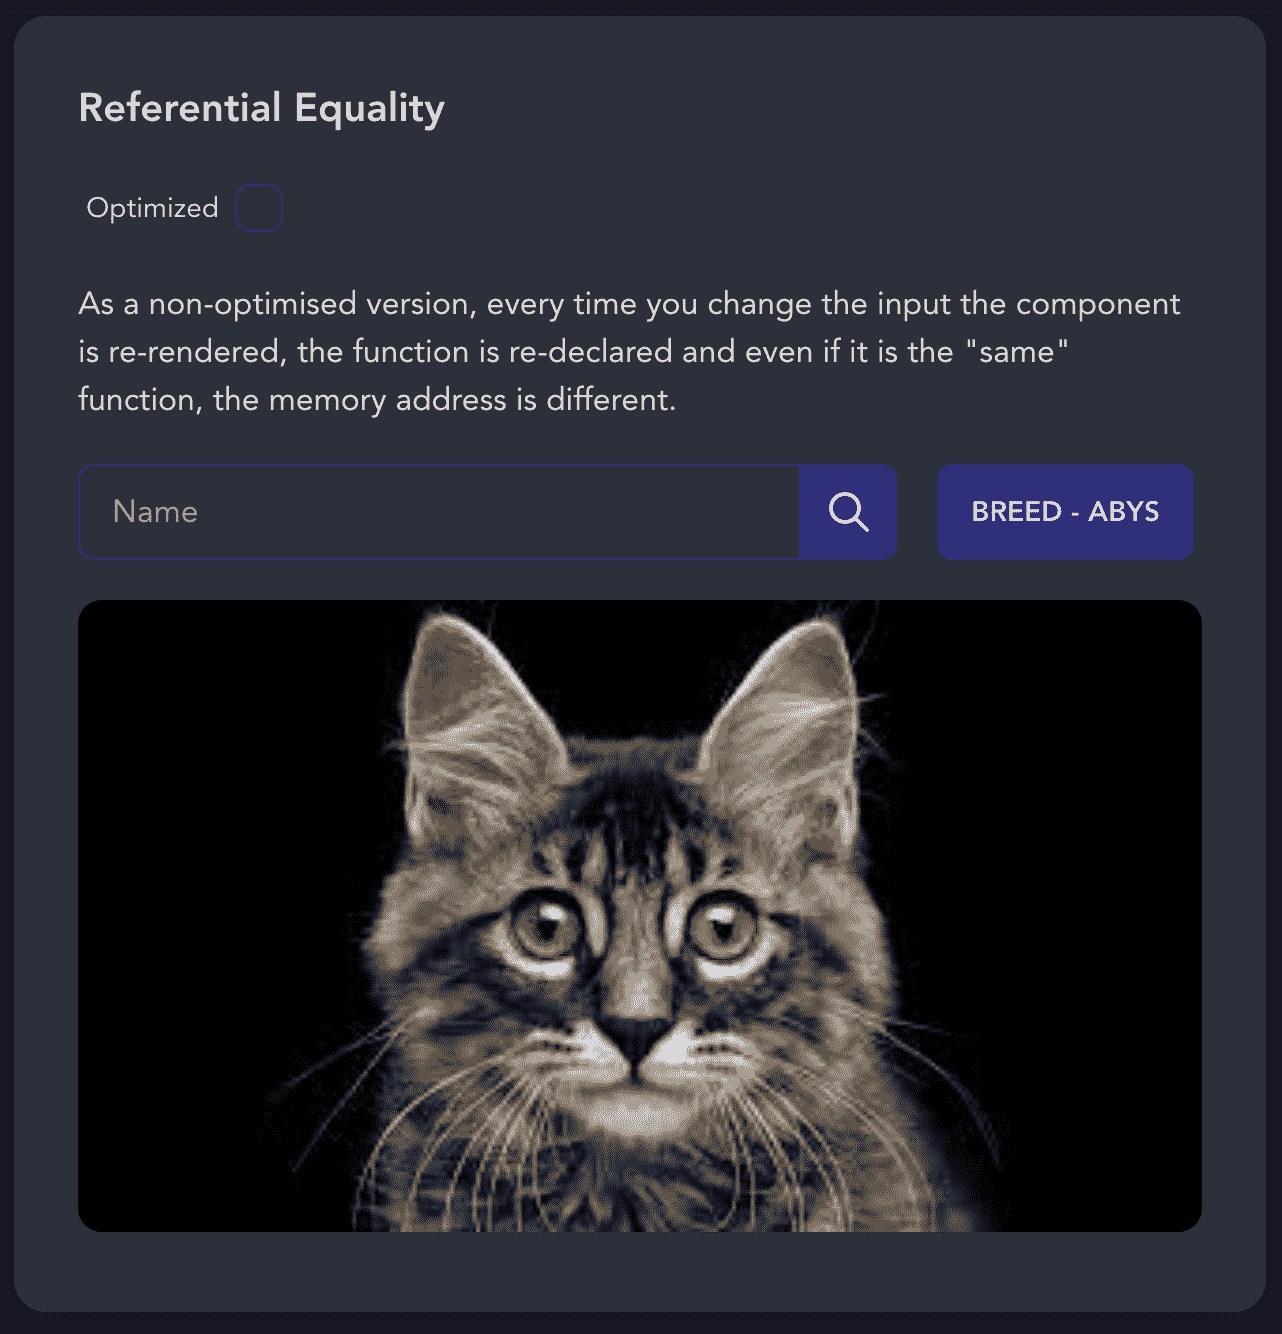 Referential Equality
Optimized
As a non-optimised version, every time you change the input the component
is re-rendered, the function is re-declared and even if it is the "same"
function, the memory address is different.
Name
BREED - ABYS